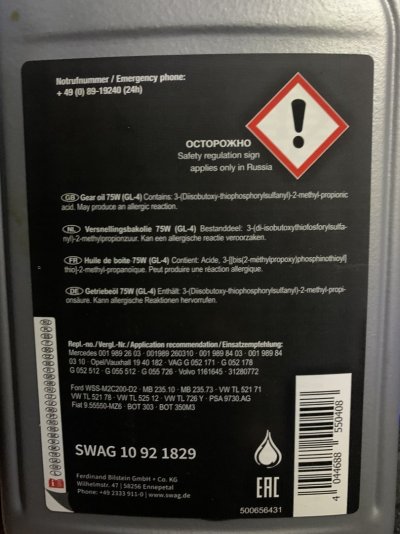 Notrufnummer / Emergency phone:
+ 49 (0) 89-19240 (24h)
ОСТОРОЖНО
Safety regulation sign
applies only in Russia
GB Gear oil 75W (GL-4) Contains: 3-(Diisobutoxy-thiophosphorylsulfanyl)-2-methyl-propionic
acid. May produce an allergic reaction.
NL Versnellingsbakolie 75W (GL-4) Bestanddeel: 3-(di-isobutoxythiofosforylsulfa-
nyl)-2-methylpropionzuur. Kan een allergische reactie veroorzaken.
FR Huile de boîte 75W (GL-4) Contient: Acide, 3-[[bis(2-méthylpropoxy)phosphinothioyl]
thio]-2-methyl-propanoïque. Peut produire une réaction allergique.
DE Getriebeöl 75W (GL-4) Enthält: 3-(Diisobutoxy-thiophosphorylsulfanyl)-2-methyl-propi-
onsäure. Kann allergische Reaktionen hervorrufen.
Repl.-no./Vergl.-Nr./Application recommendation/Einsatzempfehlung:
Mercedes 001 989 26 03 · 001989 260310 · 001 989 84 03 · 001 989 84
03 10 · Opel/Vauxhall 19 40 182 · VAG G 052 171 · G 052 178
G 052 512 · G 055 512 · G 055 726 · Volvo 1161645 · 31280772
Ford WSS-M2C200-D2 · MB 235.10 · MB 235.73 · VW TL 521 71
VW TL 521 78 · VW TL 525 12 · VW TL 726 Y · PSA 9730.AG
Fiat 9.55550-MZ6 · BOT 303 · BOT 350M3
SWAG 10 92 1829
Ferdinand Bilstein GmbH + Co. KG
Wilhelmstr. 47 | 58256 Ennepetal
Phone: +49 2333 911-0 | www.swag.de
EAC
500656431
4 044688 550408